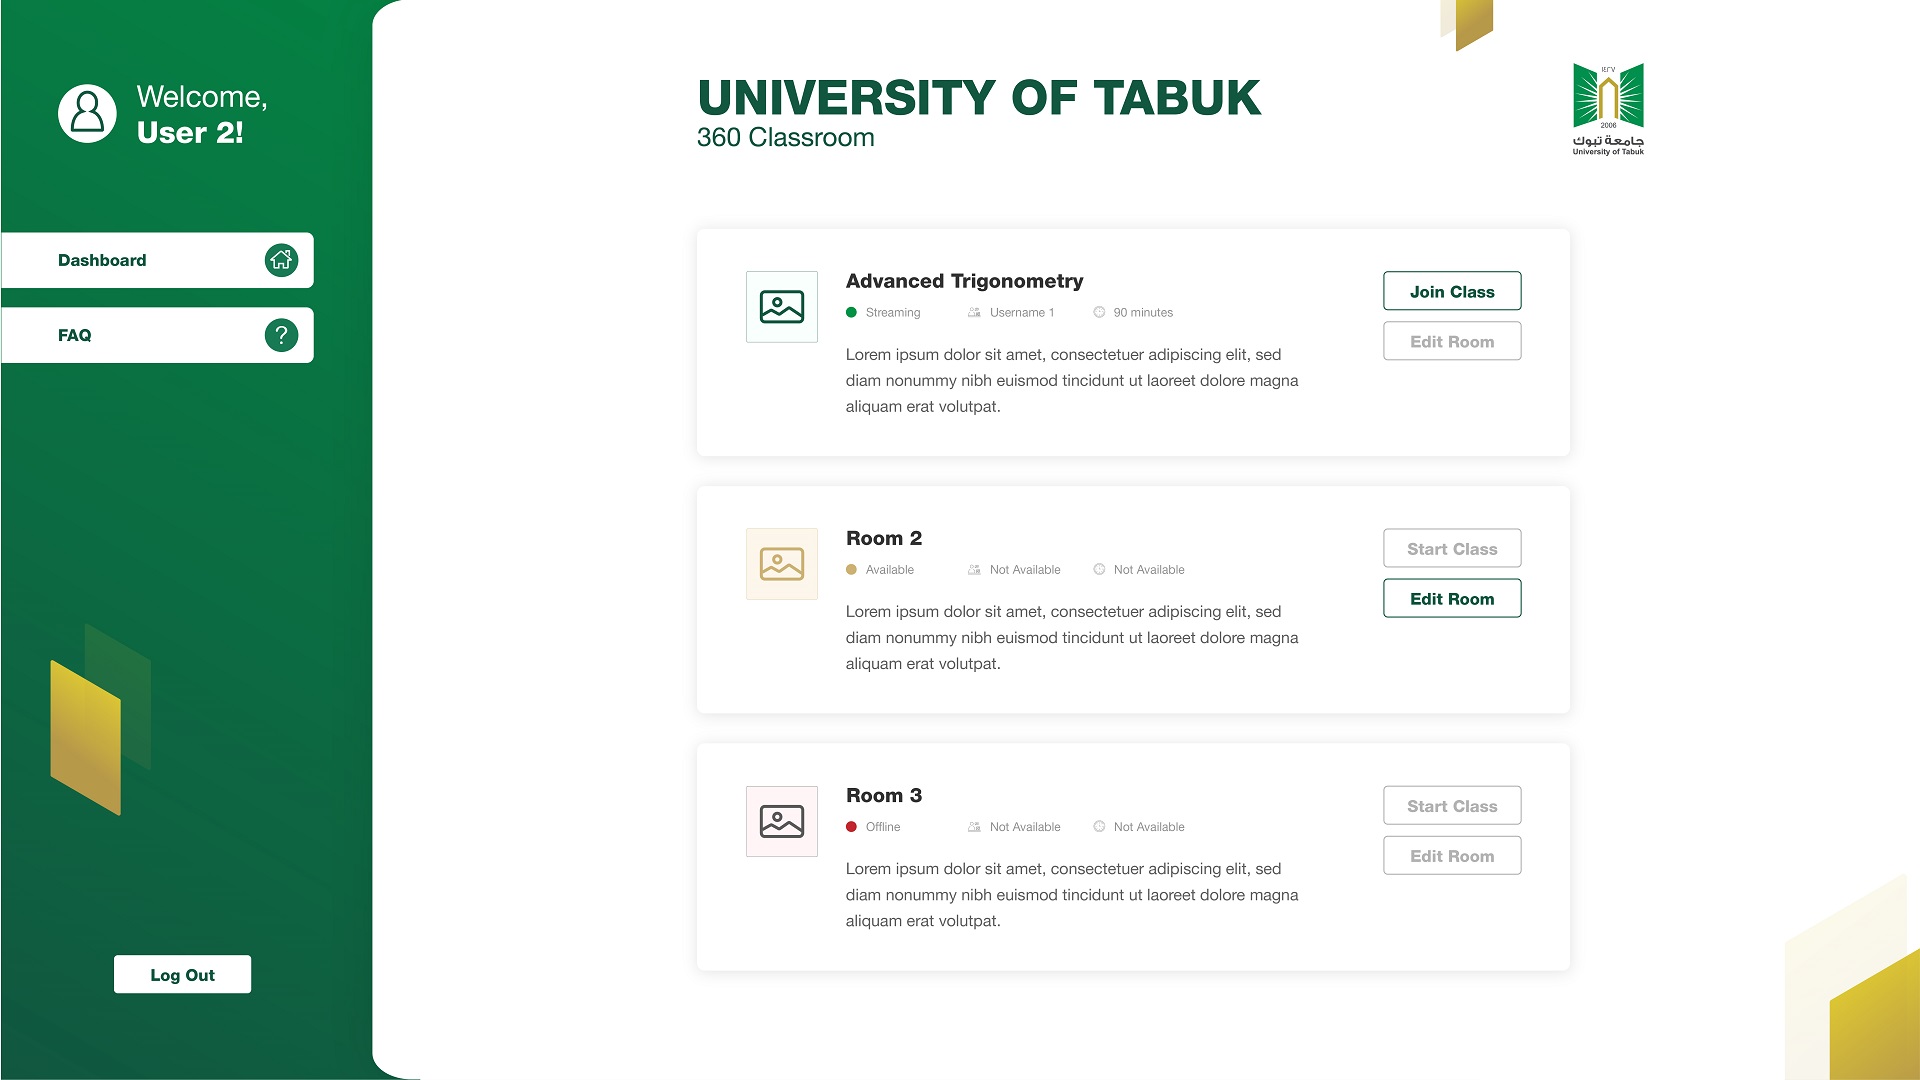 Welcome,
User 2!
Dashboard
FAQ
?
Log Out
UNIVERSITY OF TABUK
360 Classroom
١٤٢٧
2006
جامعة تبوك
University of Tabuk
Advanced Trigonometry
Streaming Username 1 90 minutes
Lorem ipsum dolor sit amet, consectetuer adipiscing elit, sed
diam nonummy nibh euismod tincidunt ut laoreet dolore magna
aliquam erat volutpat.
Join Class
Edit Room
Room 2
Available Not Available Not Available
Lorem ipsum dolor sit amet, consectetuer adipiscing elit, sed
diam nonummy nibh euismod tincidunt ut laoreet dolore magna
aliquam erat volutpat.
Start Class
Edit Room
Room 3
Offline Not Available Not Available
Lorem ipsum dolor sit amet, consectetuer adipiscing elit, sed
diam nonummy nibh euismod tincidunt ut laoreet dolore magna
aliquam erat volutpat.
Start Class
Edit Room